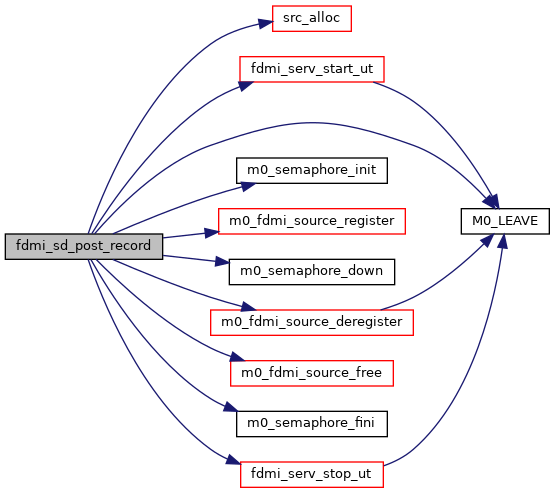 src_alloc
fdmi_serv_start_ut
m0_semaphore_init
m0_fdmi_source_register
M0_LEAVE
fdmi_sd_post_record
m0_semaphore_down
m0_fdmi_source_deregister
m0_fdmi_source_free
m0_semaphore_fini
fdmi_serv_stop_ut